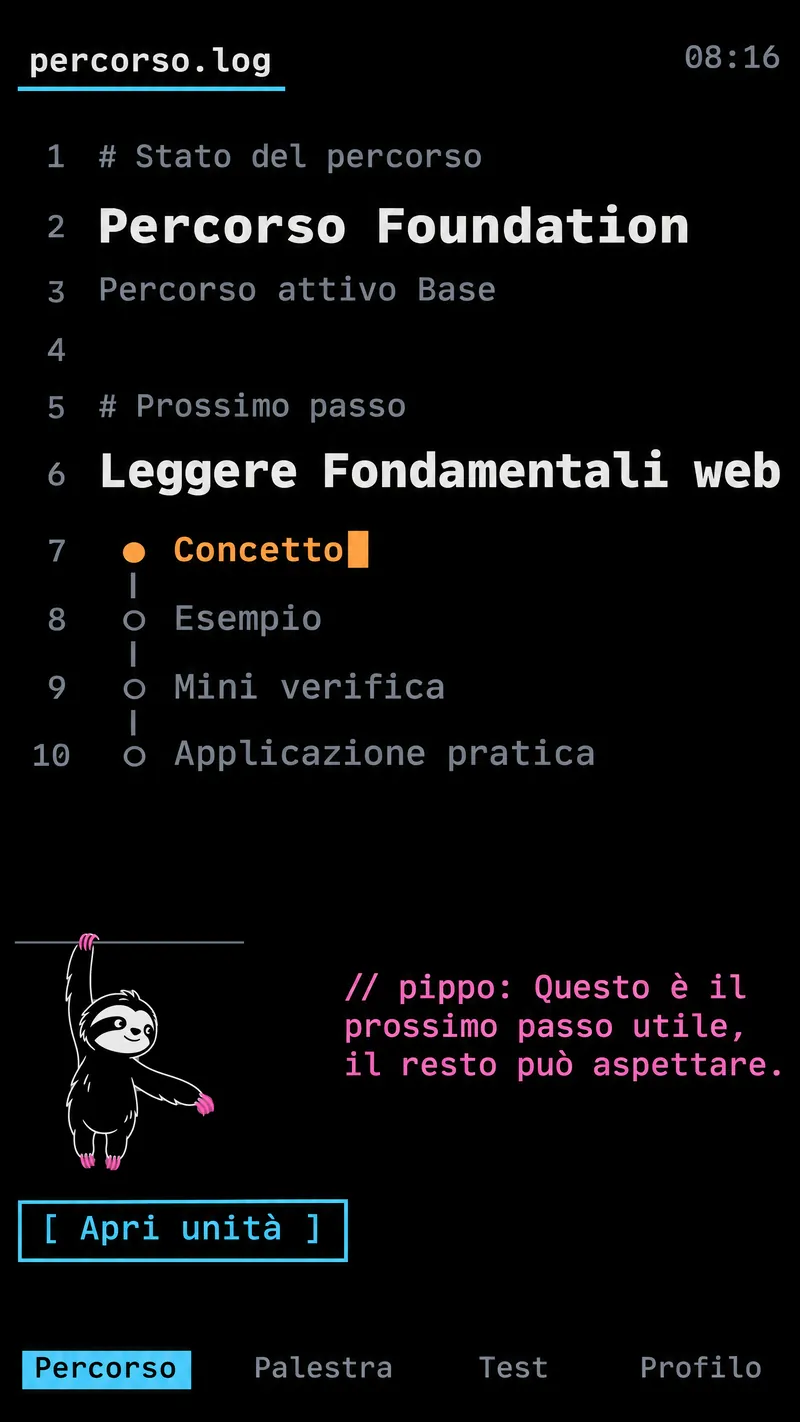 percorso.log 08:16
1 # Stato del percorso
2 Percorso Foundation
3 Percorso attivo Base
4
5 # Prossimo passo
6 Leggere Fondamentali web
7 Concetto
8 Esempio
9 Mini verifica
10 Applicazione pratica
// pippo: Questo è il
prossimo passo utile,
il resto può aspettare.
[ Apri unità ]
Percorso Palestra Test Profilo